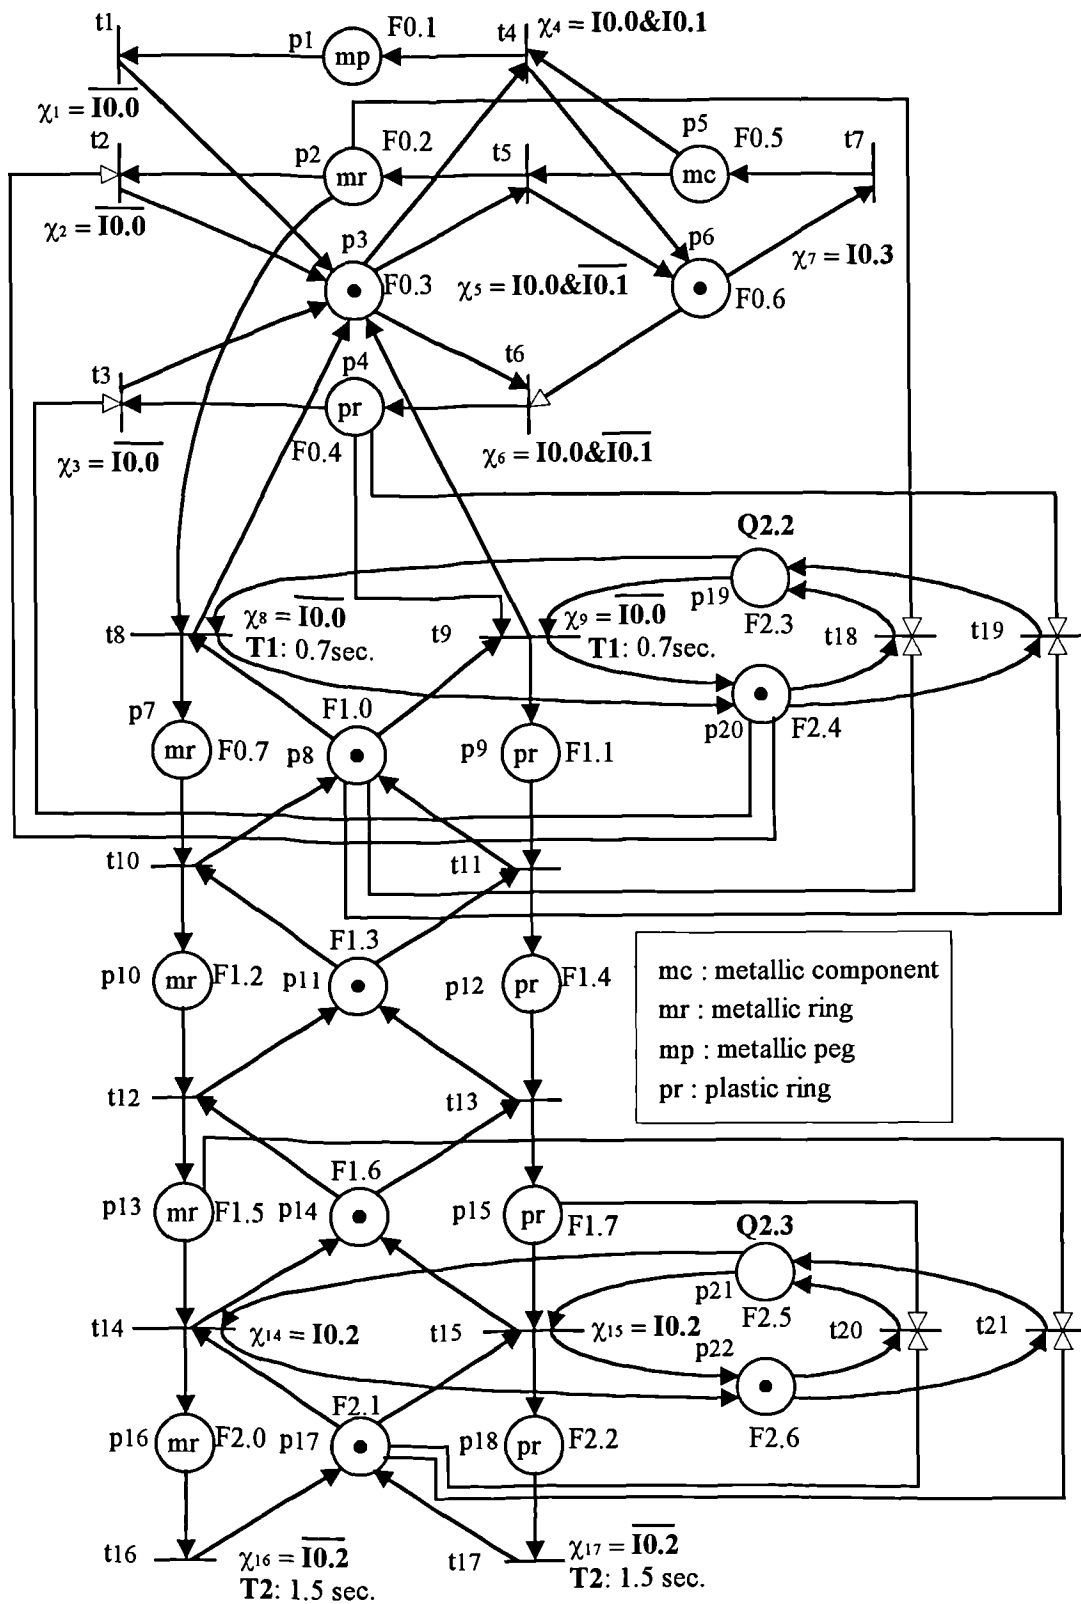 t1
p1
F0.1
mp
t4
χ4 = I0.0&I0.1
χ1 = I0.0
t2
p2
F0.2
mr
t5
p5
F0.5
mc
t7
χ2 = I0.0
p3
F0.3
χ5 = I0.0&I0.1
p6
F0.6
χ7 = I0.3
t3
p4
pr
F0.4
t6
χ3 = I0.0
χ6 = I0.0&I0.1
Q2.2
p19
F2.3
t8
χ8 = I0.0
T1: 0.7sec.
t9
χ9 = I0.0
T1: 0.7sec.
t18
t19
p20
F2.4
p7
mr
F0.7
F1.0
p8
p9
pr
F1.1
t10
t11
p10
mr
F1.2
F1.3
p11
p12
pr
F1.4
mc : metallic component
mr : metallic ring
mp : metallic peg
pr : plastic ring
t12
t13
p13
mr
F1.5
F1.6
p14
p15
pr
F1.7
Q2.3
p21
F2.5
t14
χ14 = I0.2
t15
χ15 = I0.2
t20
t21
p22
F2.6
p16
mr
F2.0
F2.1
p17
p18
pr
F2.2
t16
χ16 = I0.2
T2: 1.5 sec.
t17
χ17 = I0.2
T2: 1.5 sec.